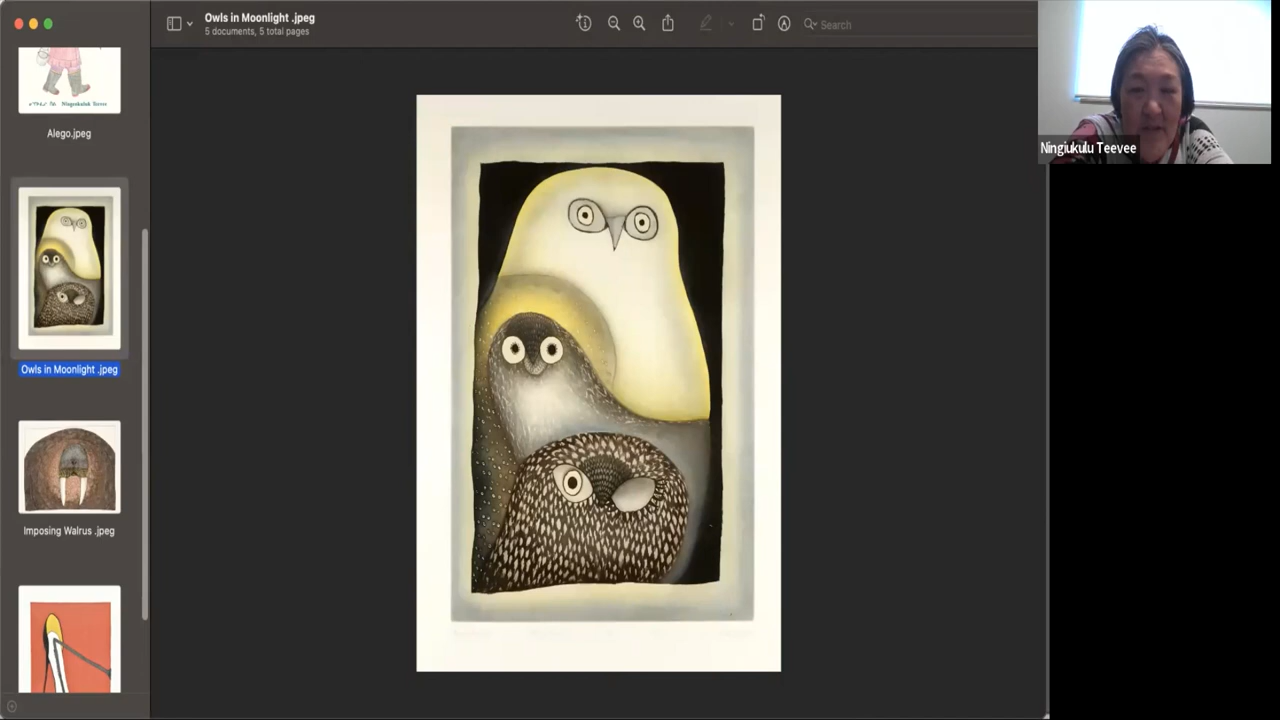 Owls in Moonlight .jpeg
5 documents, 5 total pages
Search
Ningiukulu Teevee
Alego.jpeg
Owls in Moonlight .jpeg
Imposing Walrus .jpeg